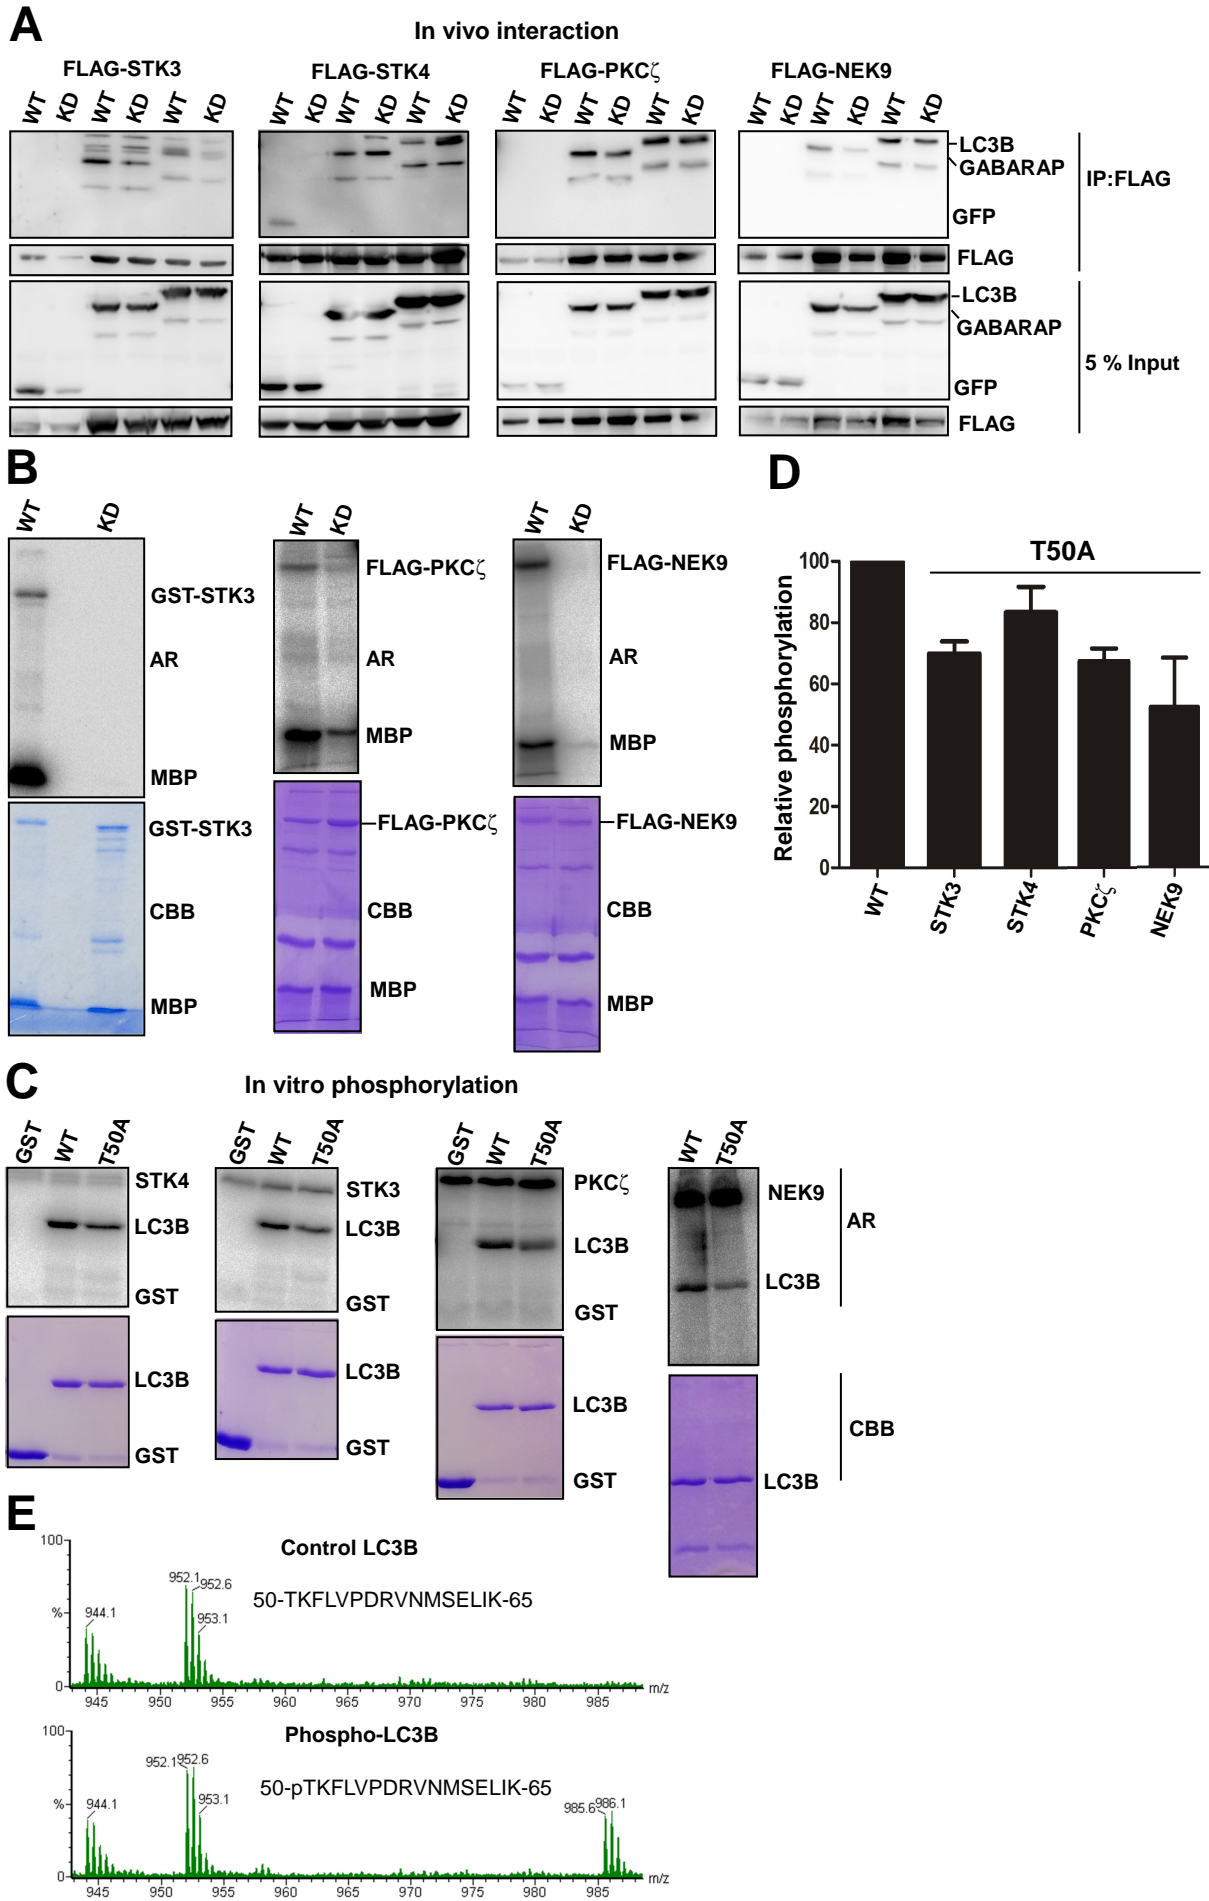 A
In vivo interaction
FLAG-STK3
FLAG-STK4
FLAG-PKCζ
FLAG-NEK9
WT KD WT KD WT KD
WT KD WT KD WT KD
WT KD WT KD WT KD
WT KD WT KD WT KD
LC3B
GABARAP
GFP
FLAG
IP:FLAG
LC3B
GABARAP
GFP
FLAG
5 % Input
B
WT KD
GST-STK3
AR
MBP
GST-STK3
CBB
MBP
WT KD
FLAG-PKCζ
AR
MBP
FLAG-PKCζ
CBB
MBP
WT KD
FLAG-NEK9
AR
MBP
FLAG-NEK9
CBB
MBP
D
T50A
Relative phosphorylation
100
80
60
40
20
0
WT
STK3
STK4
PKCζ
NEK9
C
In vitro phosphorylation
GST WT T50A
STK4
LC3B
GST
LC3B
GST
GST WT T50A
STK3
LC3B
GST
LC3B
GST
GST WT T50A
PKCζ
LC3B
GST
LC3B
GST
WT T50A
NEK9
LC3B
AR
LC3B
CBB
E
Control LC3B
50-TKFLVPDRVNMSELIK-65
100
%
0
944.1
952.1
952.6
953.1
945 950 955 960 965 970 975 980 985 m/z
Phospho-LC3B
50-pTKFLVPDRVNMSELIK-65
100
%
0
944.1
952.1
952.6
953.1
985.6
986.1
945 950 955 960 965 970 975 980 985 m/z